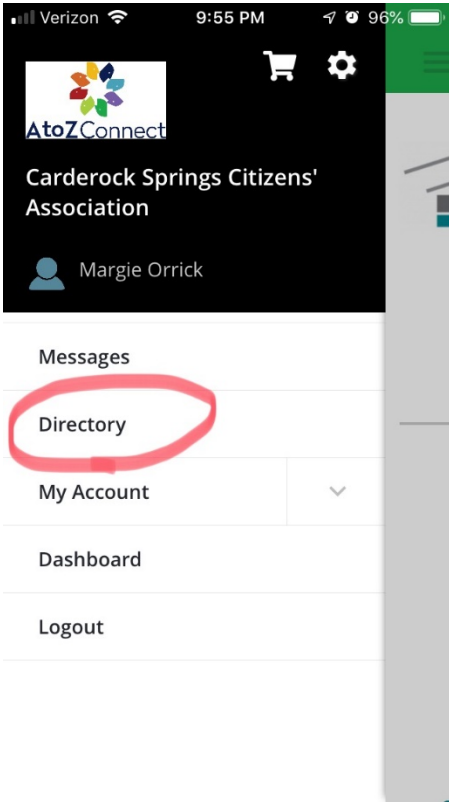 Verizon 9:55 PM 96%
AtoZConnect
Carderock Springs Citizens'
Association
Margie Orrick
Messages
Directory
My Account
Dashboard
Logout